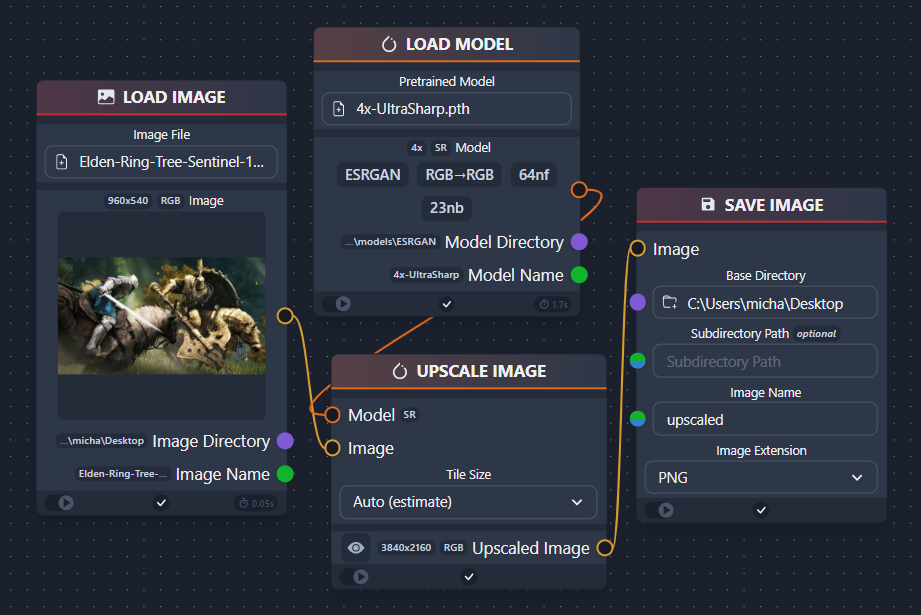 LOAD IMAGE
Image File
Elden-Ring-Tree-Sentinel-1...
960x540 RGB Image
...\micha\Desktop Image Directory
Elden-Ring-Tree-... Image Name
0.05s
LOAD MODEL
Pretrained Model
4x-UltraSharp.pth
4x SR Model
ESRGAN RGB→RGB 64nf
23nb
...\models\ESRGAN Model Directory
4x-UltraSharp Model Name
1.7s
UPSCALE IMAGE
Model SR
Image
Tile Size
Auto (estimate)
3840x2160 RGB Upscaled Image
SAVE IMAGE
Image
Base Directory
C:\Users\micha\Desktop
Subdirectory Path optional
Subdirectory Path
Image Name
upscaled
Image Extension
PNG